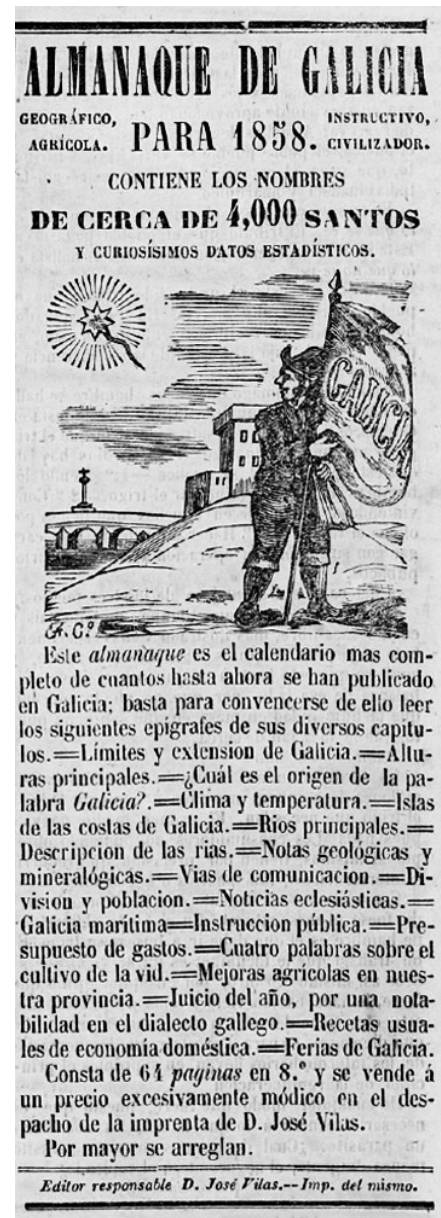 ALMANAQUE DE GALICIA
GEOGRÁFICO, INSTRUCTIVO,
AGRÍCOLA. PARA 1858. CIVILIZADOR.
CONTIENE LOS NOMBRES
DE CERCA DE 4,000 SANTOS
Y CURIOSÍSIMOS DATOS ESTADÍSTICOS.
GALICIA
Este almanaque es el calendario mas com-
pleto de cuantos hasta ahora se han publicado
en Galicia; basta para convencerse de ello leer
los siguientes epigrafes de sus diversos capitu-
los.=Límites y extension de Galicia.=Altu-
ras principales.=¿Cuál es el origen de la pa-
labra Galicia?.=Clima y temperatura.=Islas
de las costas de Galicia.=Rios principales.=
Descripcion de las rias.=Notas geológicas y
mineralógicas.=Vias de comunicacion.=Di-
vision y poblacion.=Noticias eclesiásticas.=
Galicia marítima=Instruccion pública.=Pre-
supuesto de gastos.=Cuatro palabras sobre el
cultivo de la vid.=Mejoras agrícolas en nues-
tra provincia.=Juicio del año, por una nota-
bilidad en el dialecto gallego.=Recetas usua-
les de economía doméstica.=Ferias de Galicia.
Consta de 64 paginas en 8.º y se vende á
un precio excesivamente módico en el des-
pacho de la imprenta de D. José Vilas.
Por mayor se arreglan.
Editor responsable D. José Vilas.--Imp. del mismo.